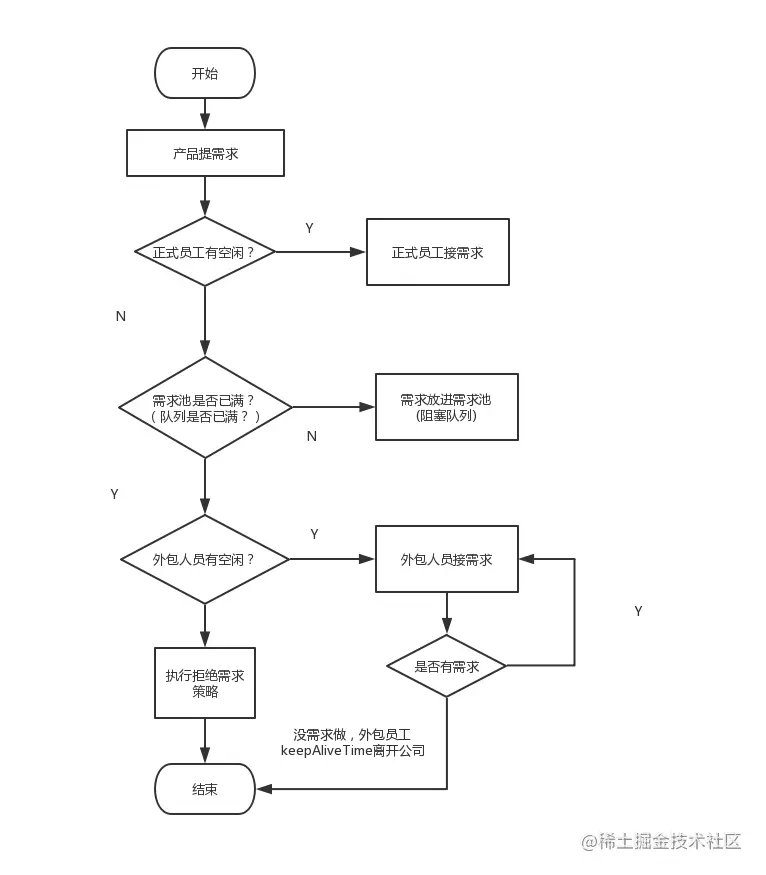 开始
产品提需求
正式员工有空闲？
Y
正式员工接需求
N
需求池是否已满？
（队列是否已满？）
需求放进需求池
(阻塞队列)
N
Y
外包人员有空闲？
Y
外包人员接需求
Y
执行拒绝需求
策略
是否有需求
没需求做，外包员工
keepAliveTime离开公司
结束
@稀土掘金技术社区